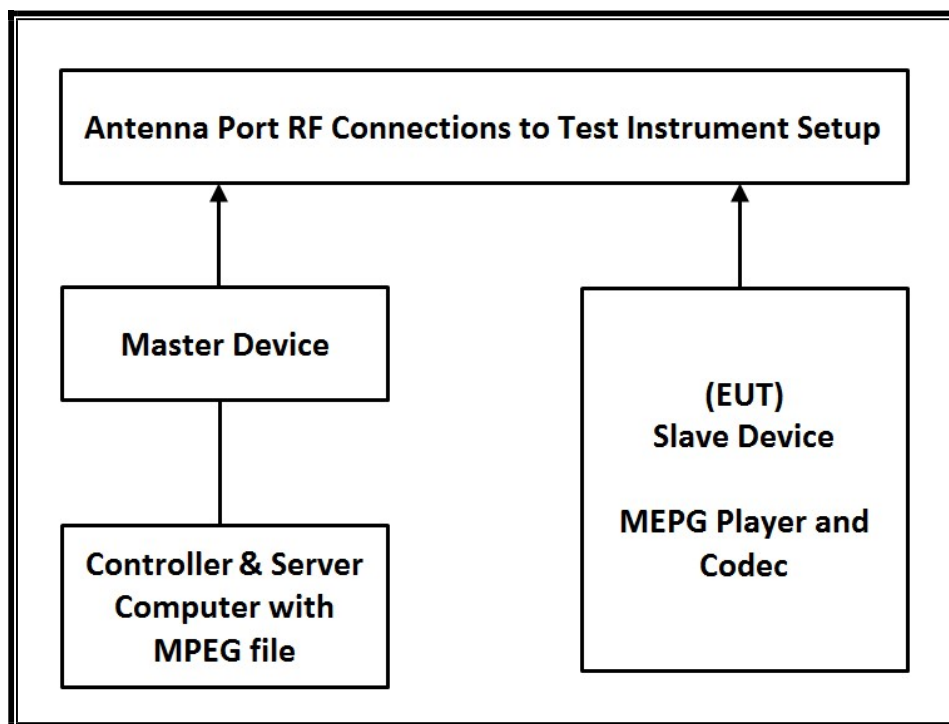 Antenna Port RF Connections to Test Instrument Setup
Master Device
(EUT)
Slave Device
MEPG Player and
Codec
Controller & Server
Computer with
MPEG file